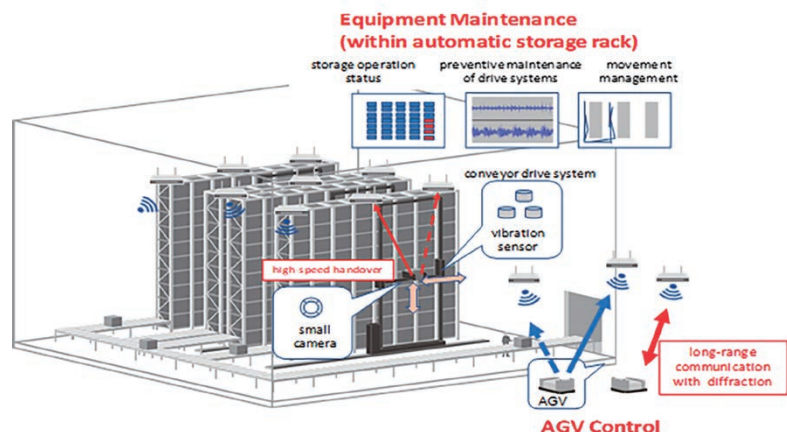 Equipment Maintenance
(within automatic storage rack)
storage operation
status
preventive maintenance
of drive systems
movement
management
conveyor drive system
vibration
sensor
high speed handover
small
camera
AGV
long-range
communication
with diffraction
AGV Control